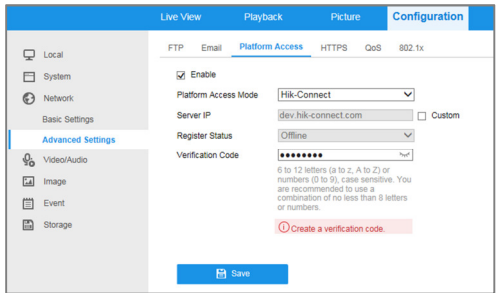 Live View Playback Picture Configuration
FTP Email Platform Access HTTPS QoS 802.1x
Local
System
Network
Basic Settings
Advanced Settings
Video/Audio
Image
Event
Storage
Enable
Platform Access Mode Hik-Connect
Server IP dev.hik-connect.com Custom
Register Status Offline
Verification Code ●●●●●●●●
6 to 12 letters (a to z, A to Z) or
numbers (0 to 9), case sensitive. You
are recommended to use a
combination of no less than 8 letters
or numbers.
Create a verification code.
Save